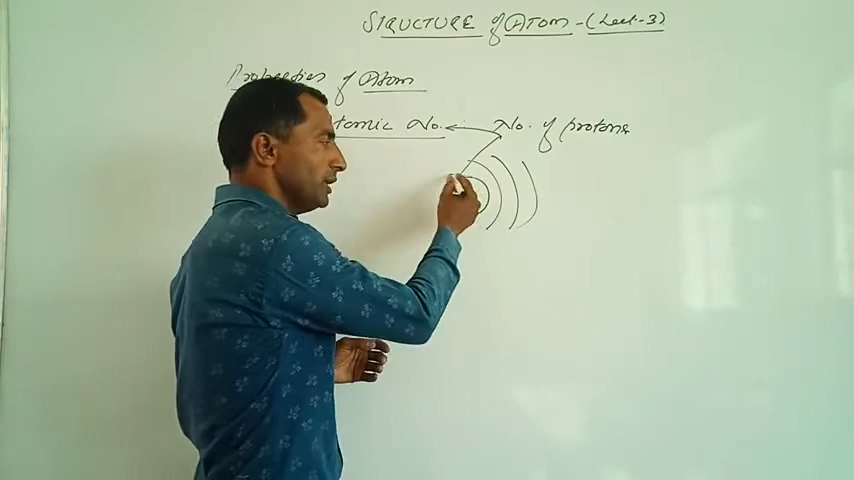 STRUCTURE of ATOM - (Lect-3)
Properties of Atom
tomic No. No. of protons